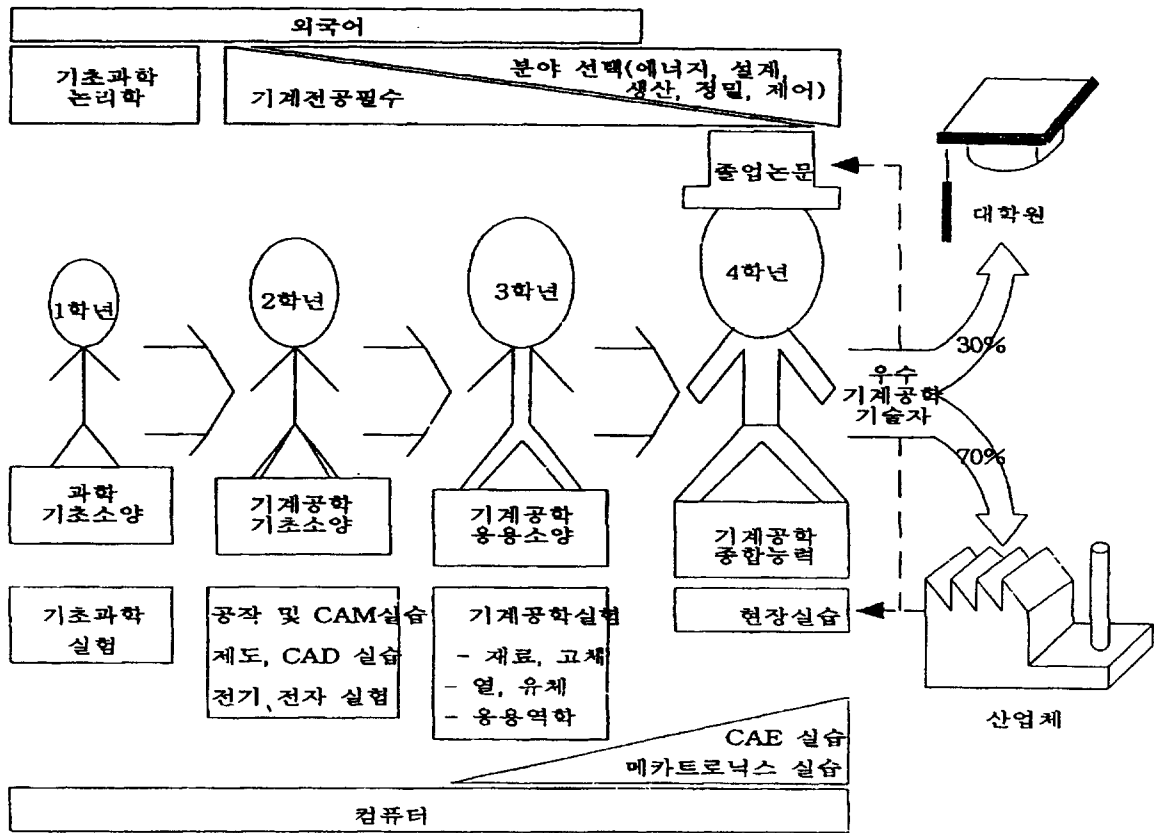 외국어
기초과학
논리학
기계전공필수
분야 선택(에너지, 설계,
생산, 정밀, 제어)
졸업논문
대학원
1학년
2학년
3학년
4학년
30%
우수
기계공학
기술자
70%
과학
기초소양
기계공학
기초소양
기계공학
응용소양
기계공학
종합능력
기초과학
실험
공작 및 CAM실습
제도, CAD 실습
전기, 전자 실험
기계공학실험
- 재료, 고체
- 열, 유체
- 응용역학
현장실습
산업체
CAE 실습
메카트로닉스 실습
컴퓨터